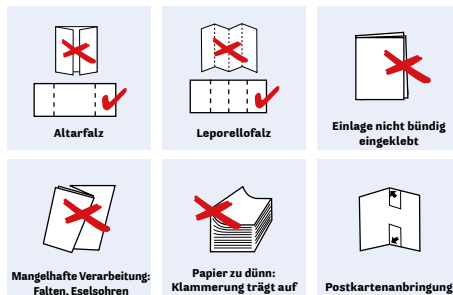 Altarfalz
Leporellofalz
Einlage nicht bündig
eingeklebt
Mangelhafte Verarbeitung:
Falten, Eselsohren
Papier zu dünn:
Klammerung trägt auf
Postkartenanbringung